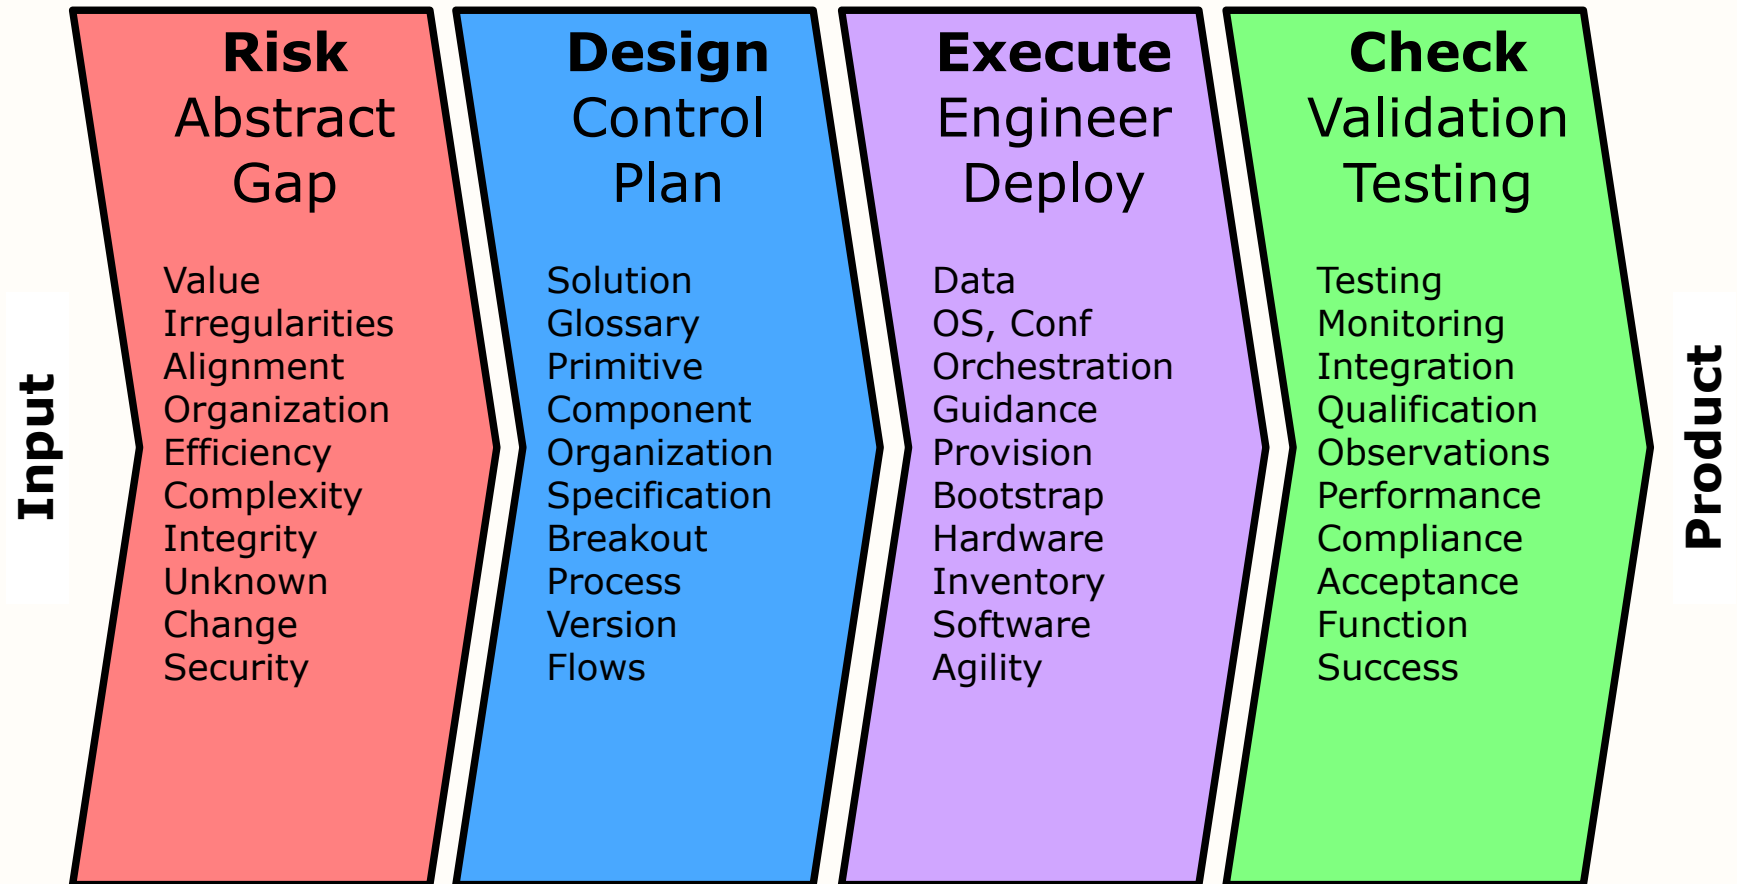 Input
Risk
Abstract
Gap
Value
Irregularities
Alignment
Organization
Efficiency
Complexity
Integrity
Unknown
Change
Security
Design
Control
Plan
Solution
Glossary
Primitive
Component
Organization
Specification
Breakout
Process
Version
Flows
Execute
Engineer
Deploy
Data
OS, Conf
Orchestration
Guidance
Provision
Bootstrap
Hardware
Inventory
Software
Agility
Check
Validation
Testing
Testing
Monitoring
Integration
Qualification
Observations
Performance
Compliance
Acceptance
Function
Success
Product